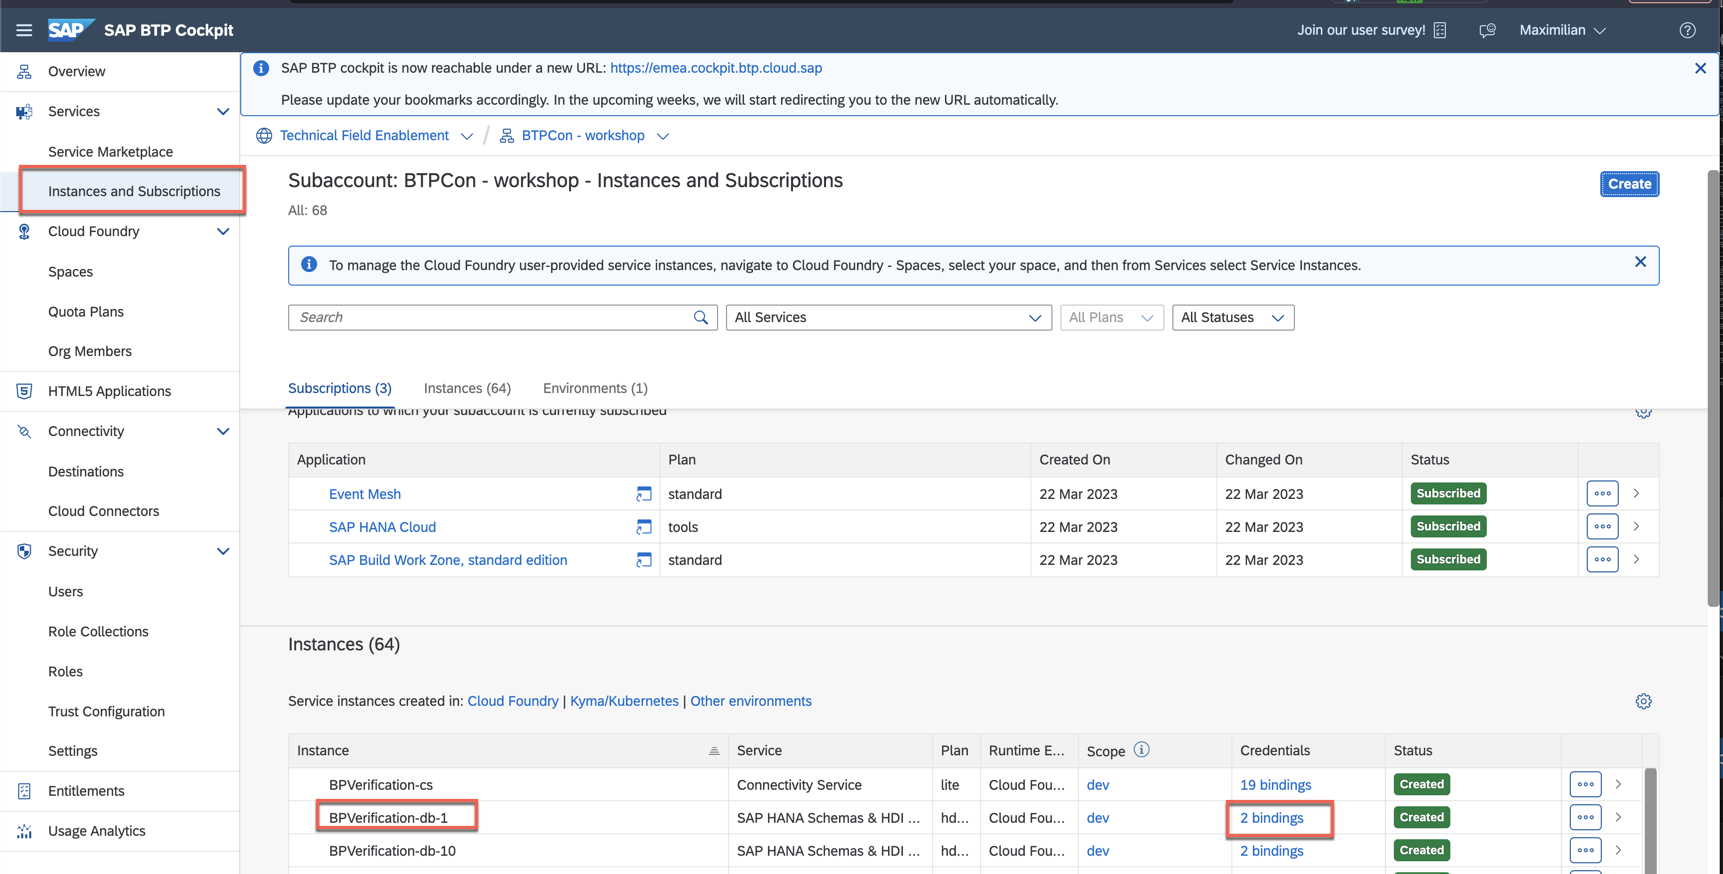 SAP SAP BTP Cockpit
Join our user survey!
Maximilian
Overview
Services
Service Marketplace
Instances and Subscriptions
Cloud Foundry
Spaces
Quota Plans
Org Members
HTML5 Applications
Connectivity
Destinations
Cloud Connectors
Security
Users
Role Collections
Roles
Trust Configuration
Settings
Entitlements
Usage Analytics
SAP BTP cockpit is now reachable under a new URL: https://emea.cockpit.btp.cloud.sap
Please update your bookmarks accordingly. In the upcoming weeks, we will start redirecting you to the new URL automatically.
Technical Field Enablement / BTPCon - workshop
Subaccount: BTPCon - workshop - Instances and Subscriptions
Create
All: 68
To manage the Cloud Foundry user-provided service instances, navigate to Cloud Foundry - Spaces, select your space, and then from Services select Service Instances.
Search All Services All Plans All Statuses
Subscriptions (3) Instances (64) Environments (1)
Applications to which your subaccount is currently subscribed
Application Plan Created On Changed On Status
Event Mesh standard 22 Mar 2023 22 Mar 2023 Subscribed
SAP HANA Cloud tools 22 Mar 2023 22 Mar 2023 Subscribed
SAP Build Work Zone, standard edition standard 22 Mar 2023 22 Mar 2023 Subscribed
Instances (64)
Service instances created in: Cloud Foundry | Kyma/Kubernetes | Other environments
Instance Service Plan Runtime E... Scope Credentials Status
BPVerification-cs Connectivity Service lite Cloud Fou... dev 19 bindings Created
BPVerification-db-1 SAP HANA Schemas & HDI ... hd... Cloud Fou... dev 2 bindings Created
BPVerification-db-10 SAP HANA Schemas & HDI ... hd... Cloud Fou... dev 2 bindings Created